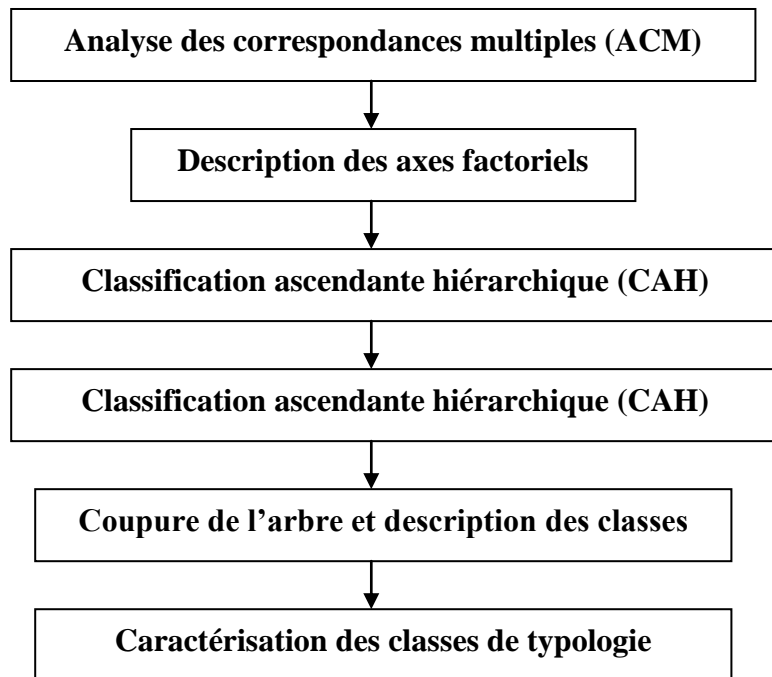 Analyse des correspondances multiples (ACM)
Description des axes factoriels
Classification ascendante hiérarchique (CAH)
Classification ascendante hiérarchique (CAH)
Coupure de l’arbre et description des classes
Caractérisation des classes de typologie